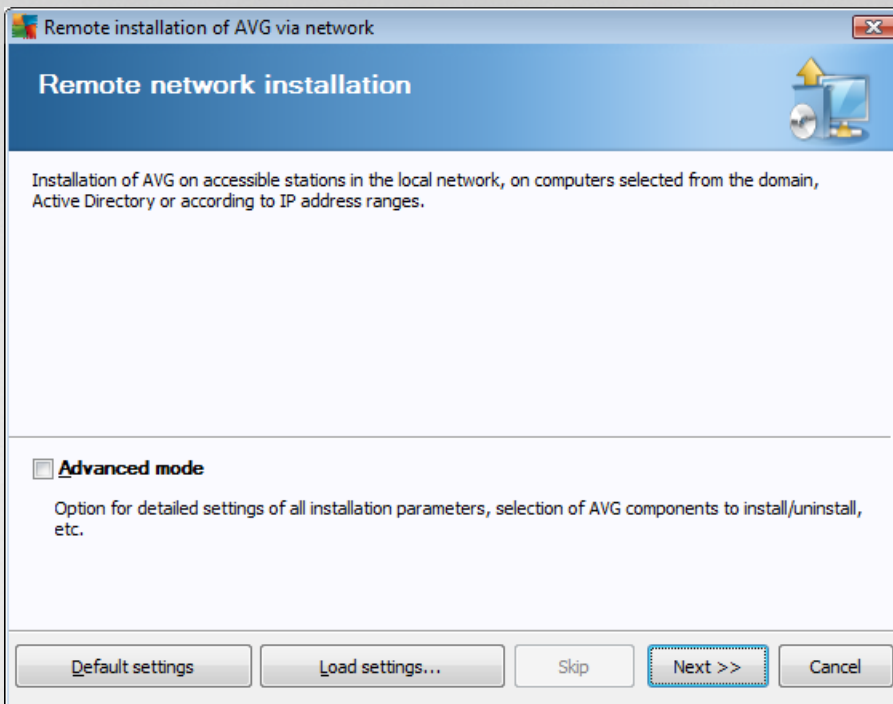 Remote installation of AVG via network
Remote network installation
Installation of AVG on accessible stations in the local network, on computers selected from the domain,
Active Directory or according to IP address ranges.
Advanced mode
Option for detailed settings of all installation parameters, selection of AVG components to install/uninstall,
etc.
Default settings Load settings... Skip Next >> Cancel